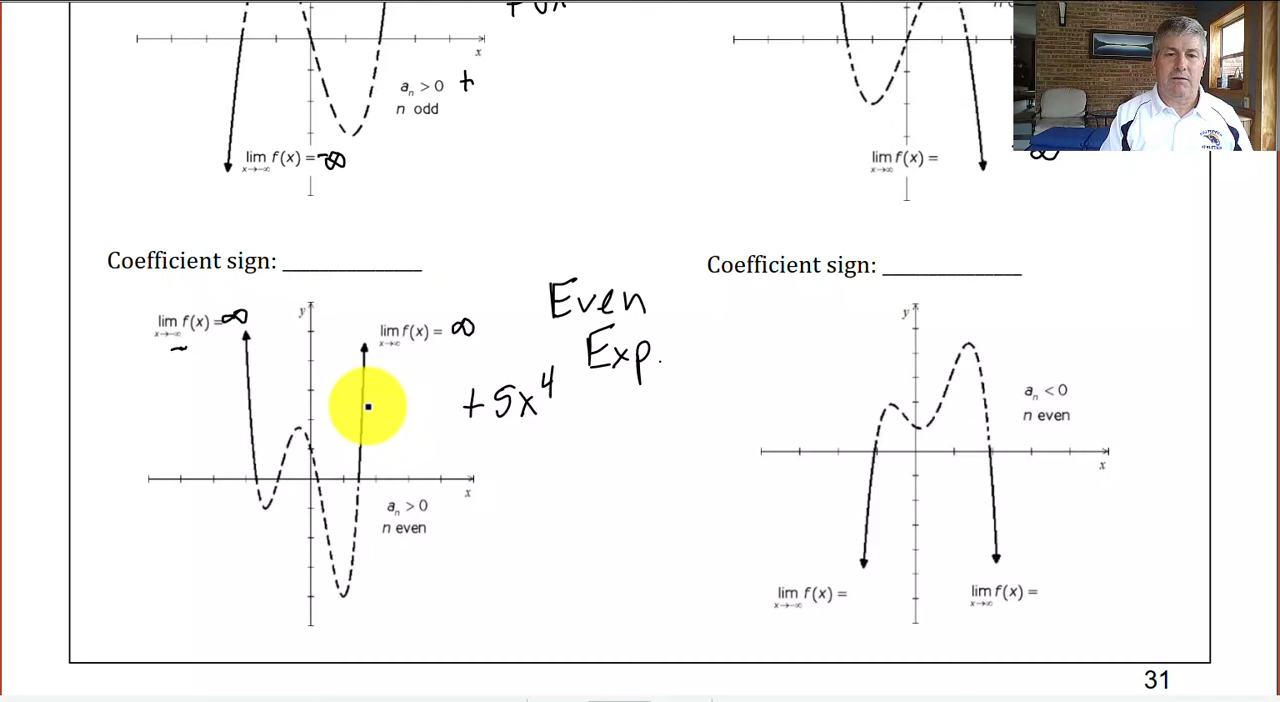 x
aₙ > 0 +
n odd
lim f(x) = -∞
x→-∞
lim f(x) =
x→-∞
∞
Coefficient sign: ______________
Coefficient sign: ______________
y
lim f(x) = ∞
x→-∞
lim f(x) = ∞
x→∞
Even
Exp.
+5x⁴
x
aₙ > 0
n even
y
aₙ < 0
n even
x
lim f(x) =
x→-∞
lim f(x) =
x→∞
31